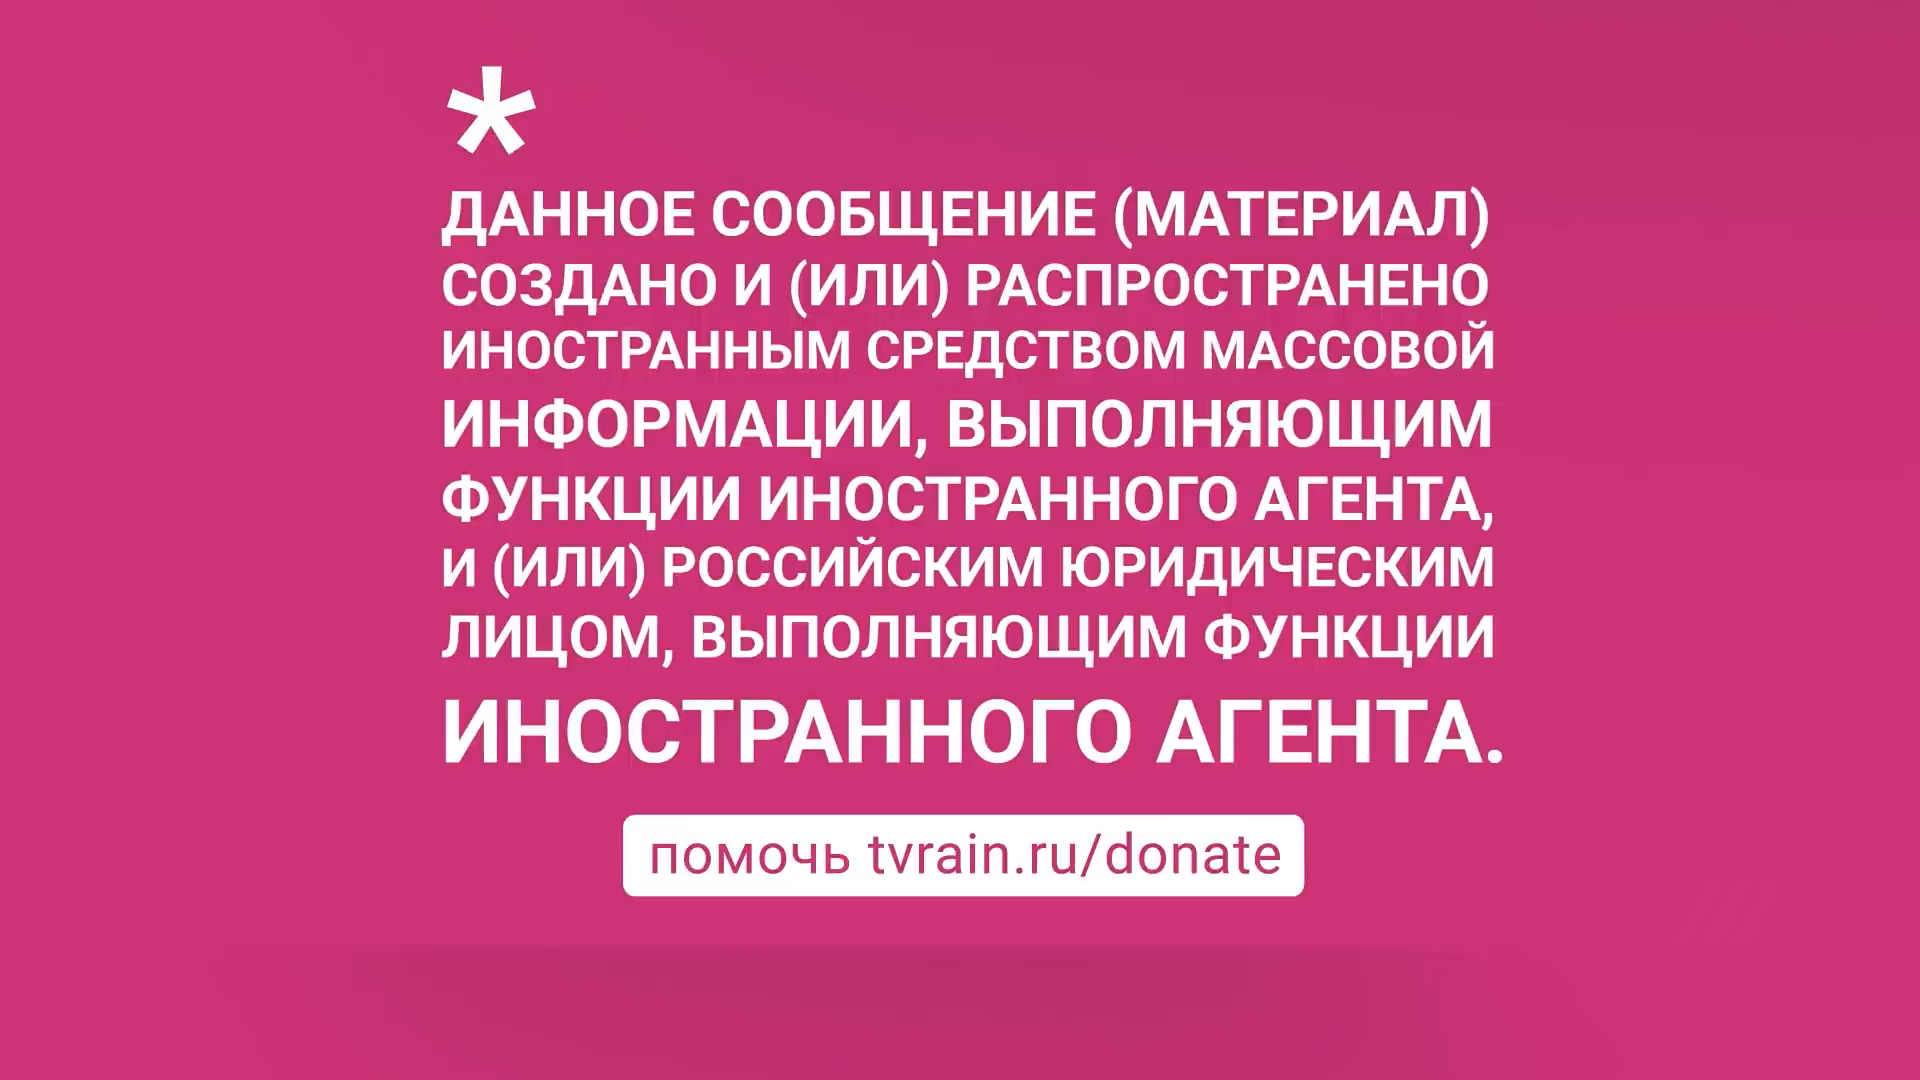 *
ДАННОЕ СООБЩЕНИЕ (МАТЕРИАЛ)
СОЗДАНО И (ИЛИ) РАСПРОСТРАНЕНО
ИНОСТРАННЫМ СРЕДСТВОМ МАССОВОЙ
ИНФОРМАЦИИ, ВЫПОЛНЯЮЩИМ
ФУНКЦИИ ИНОСТРАННОГО АГЕНТА,
И (ИЛИ) РОССИЙСКИМ ЮРИДИЧЕСКИМ
ЛИЦОМ, ВЫПОЛНЯЮЩИМ ФУНКЦИИ
ИНОСТРАННОГО АГЕНТА.
помочь tvrain.ru/donate